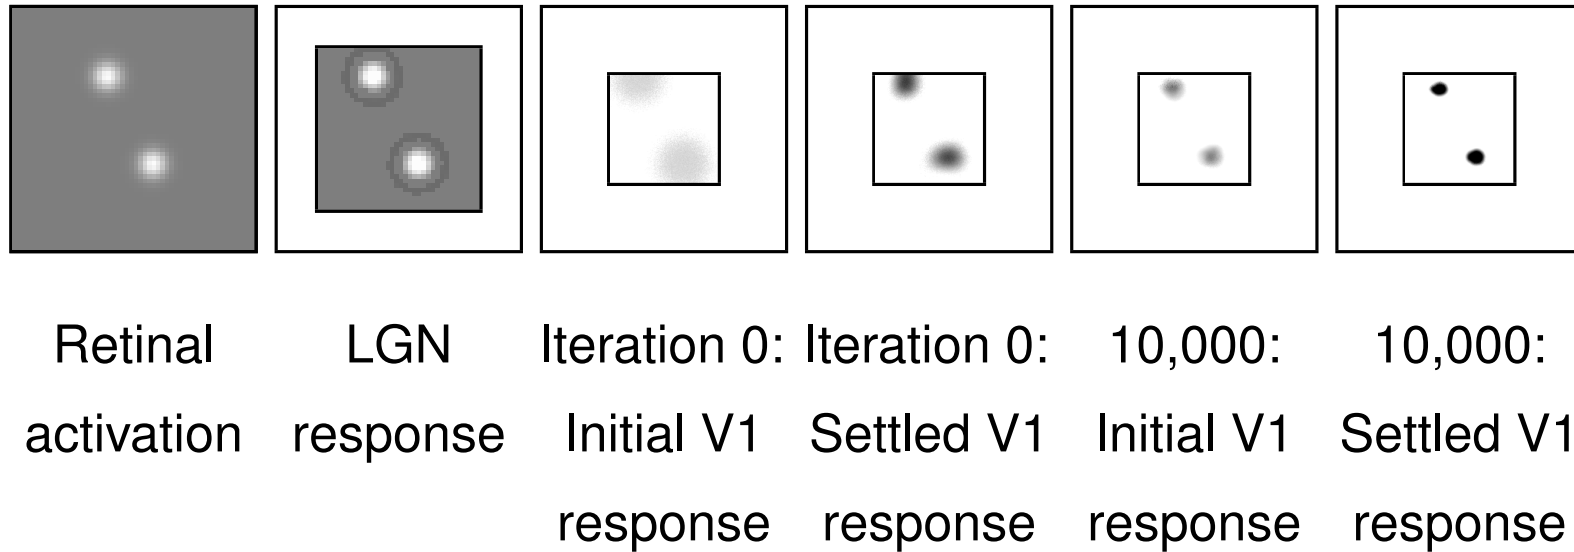 Retinal activation
LGN response
Iteration 0: Initial V1 response
Iteration 0: Settled V1 response
10,000: Initial V1 response
10,000: Settled V1 response